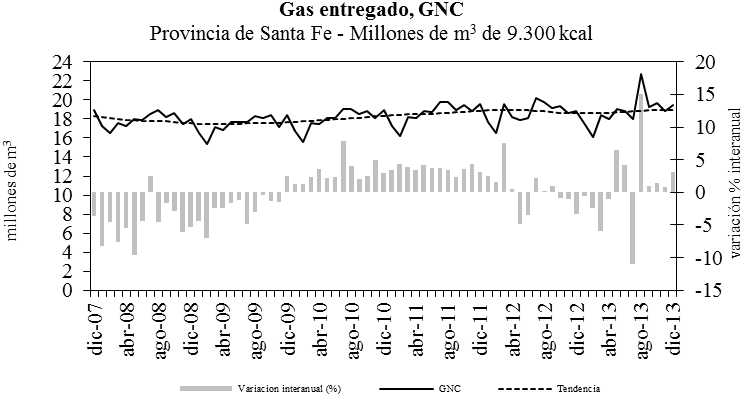 Gas entregado, GNC
Provincia de Santa Fe - Millones de m³ de 9.300 kcal
millones de m³
24
22
20
18
16
14
12
10
8
6
4
2
0
20
15
10
5
0
-5
-10
-15
variación % interanual
dic-07
abr-08
ago-08
dic-08
abr-09
ago-09
dic-09
abr-10
ago-10
dic-10
abr-11
ago-11
dic-11
abr-12
ago-12
dic-12
abr-13
ago-13
dic-13
Variacion interanual (%)
GNC
Tendencia